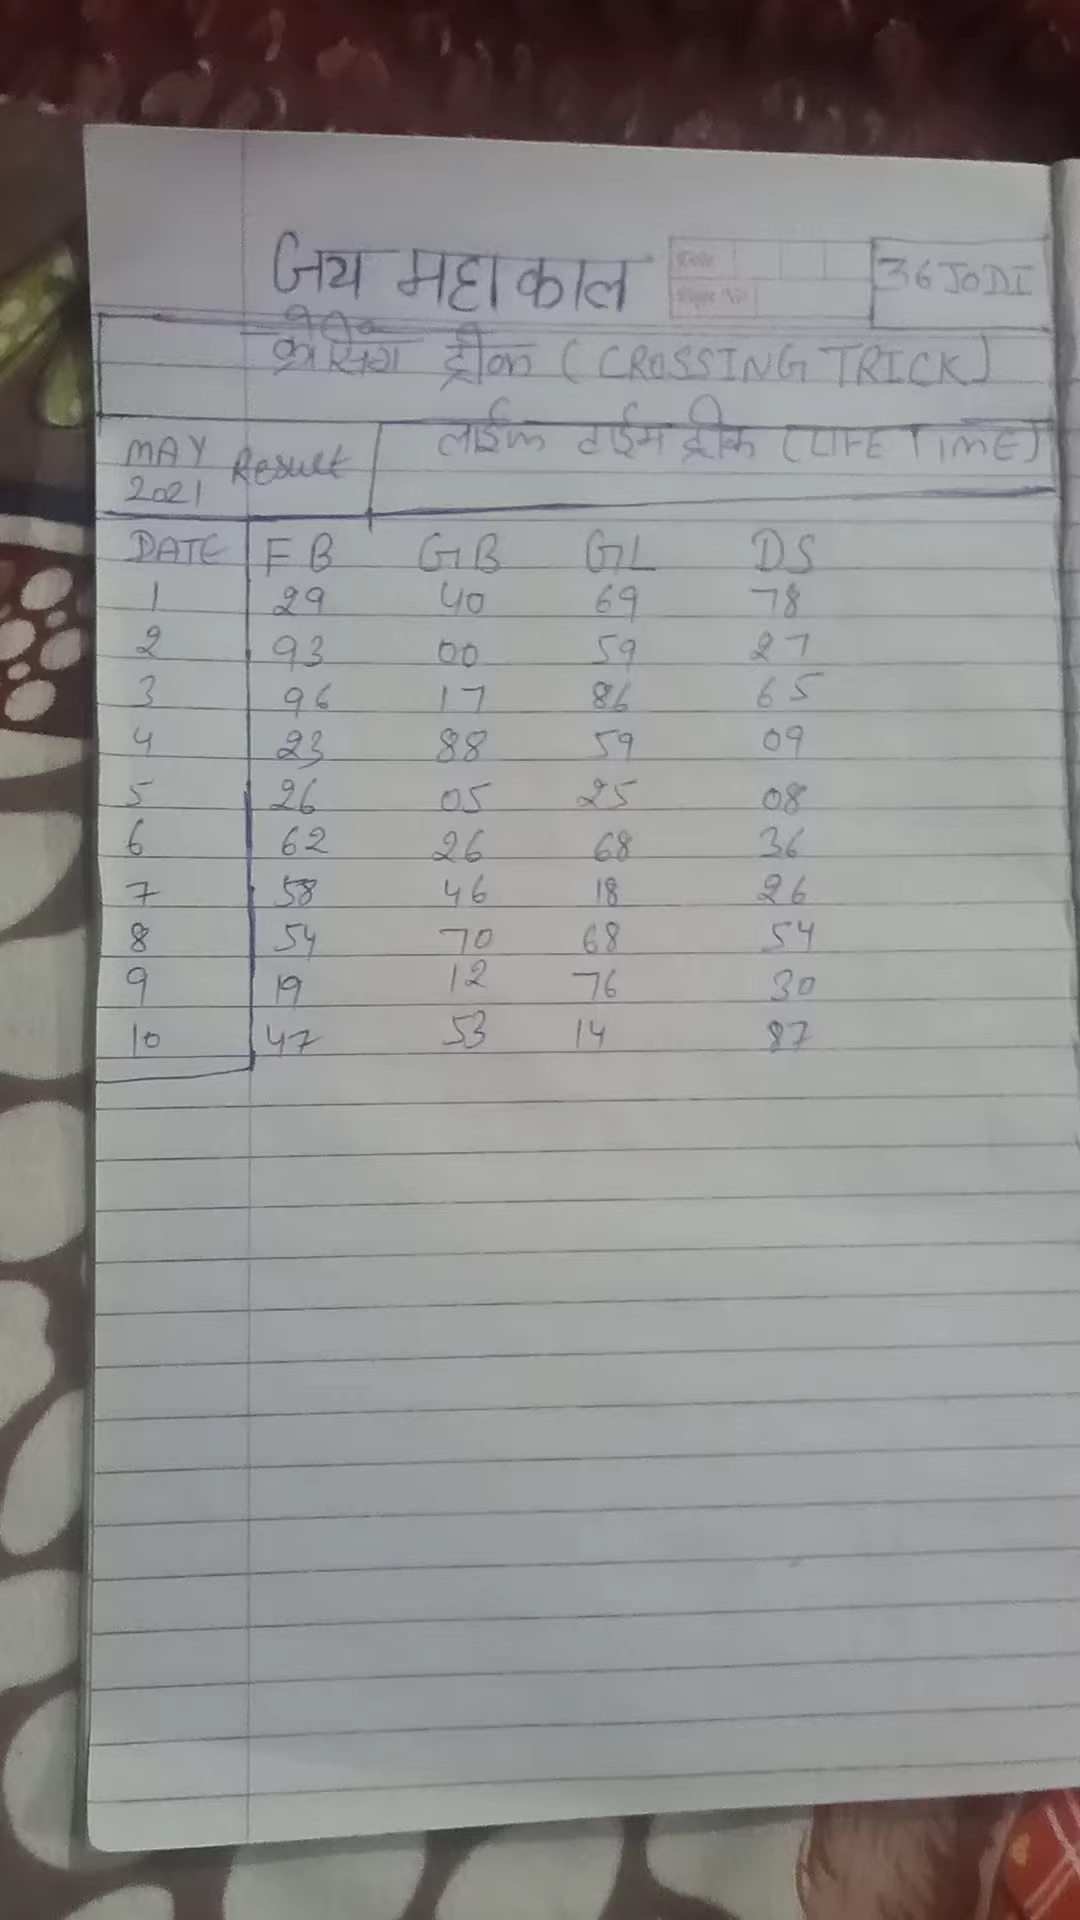 जय महाकाल
36 JODI
क्रोसिंग ट्रीक (CROSSING TRICK)
MAY 2021 Result
लाईफ टाईम ट्रीक (LIFE TIME)
DATE FB GB GL DS
1 29 40 69 78
2 93 00 59 27
3 96 17 86 65
4 23 88 59 09
5 26 05 25 08
6 62 26 68 36
7 58 46 18 26
8 54 70 68 54
9 19 12 76 30
10 47 53 14 87